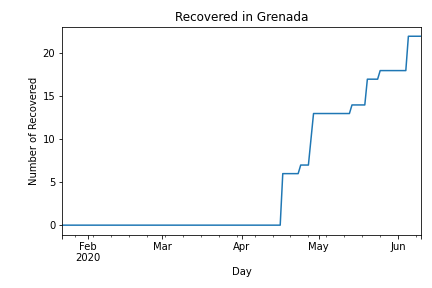 Recovered in Grenada
Number of Recovered
20
15
10
5
0
Feb
2020
Mar
Apr
May
Jun
Day